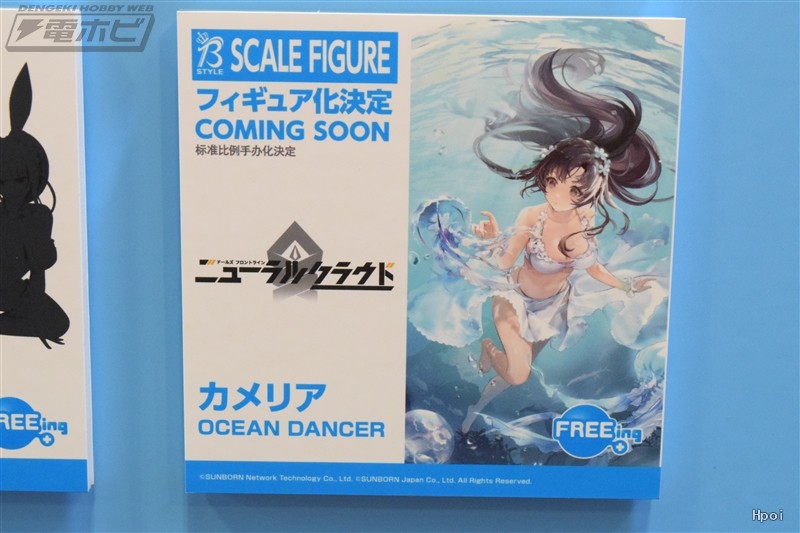 DENGEKI HOBBY WEB
電ホビ
B STYLE
SCALE FIGURE
フィギュア化決定
COMING SOON
标准比例手办化決定
ドールズ フロントライン
ニューラルクラウド
カメリア
OCEAN DANCER
FREEing
REEing
©SUNBORN Network Technology Co., Ltd. ©SUNBORN Japan Co., Ltd. All Rights Reserved.
Hpoi